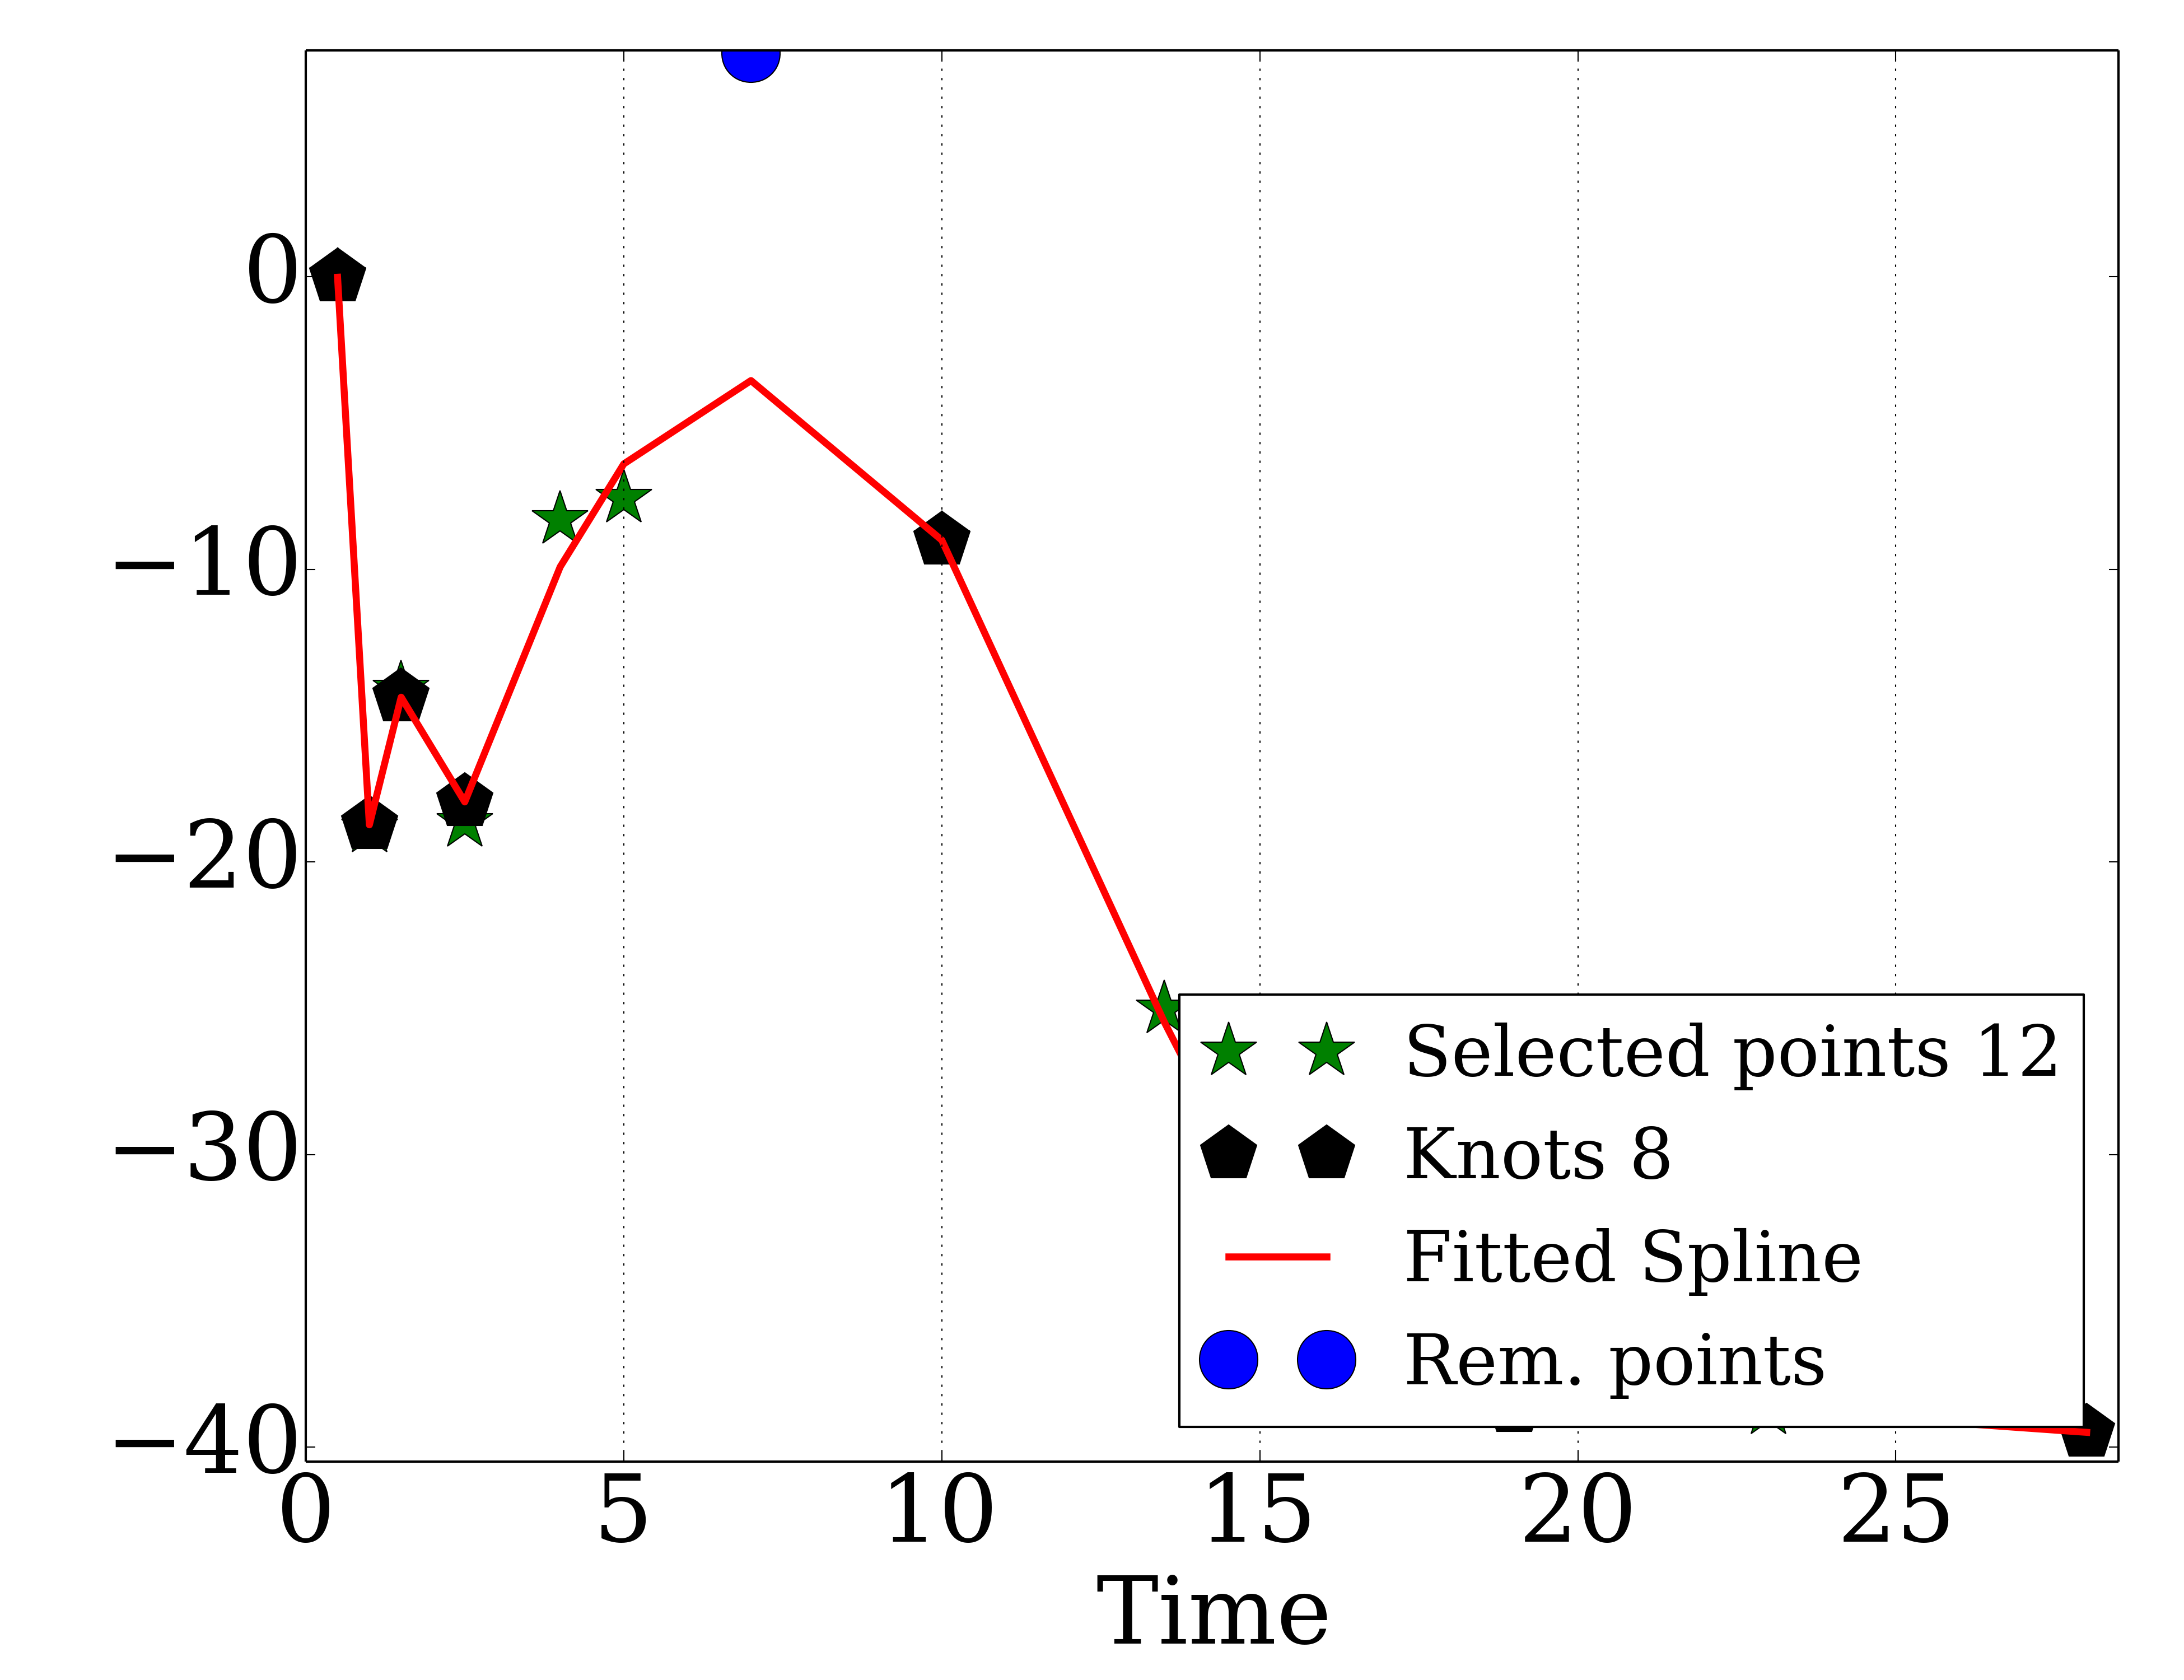 0
−10
−20
−30
−40
0 5 10 15 20 25
Time
Selected points 12
Knots 8
Fitted Spline
Rem. points